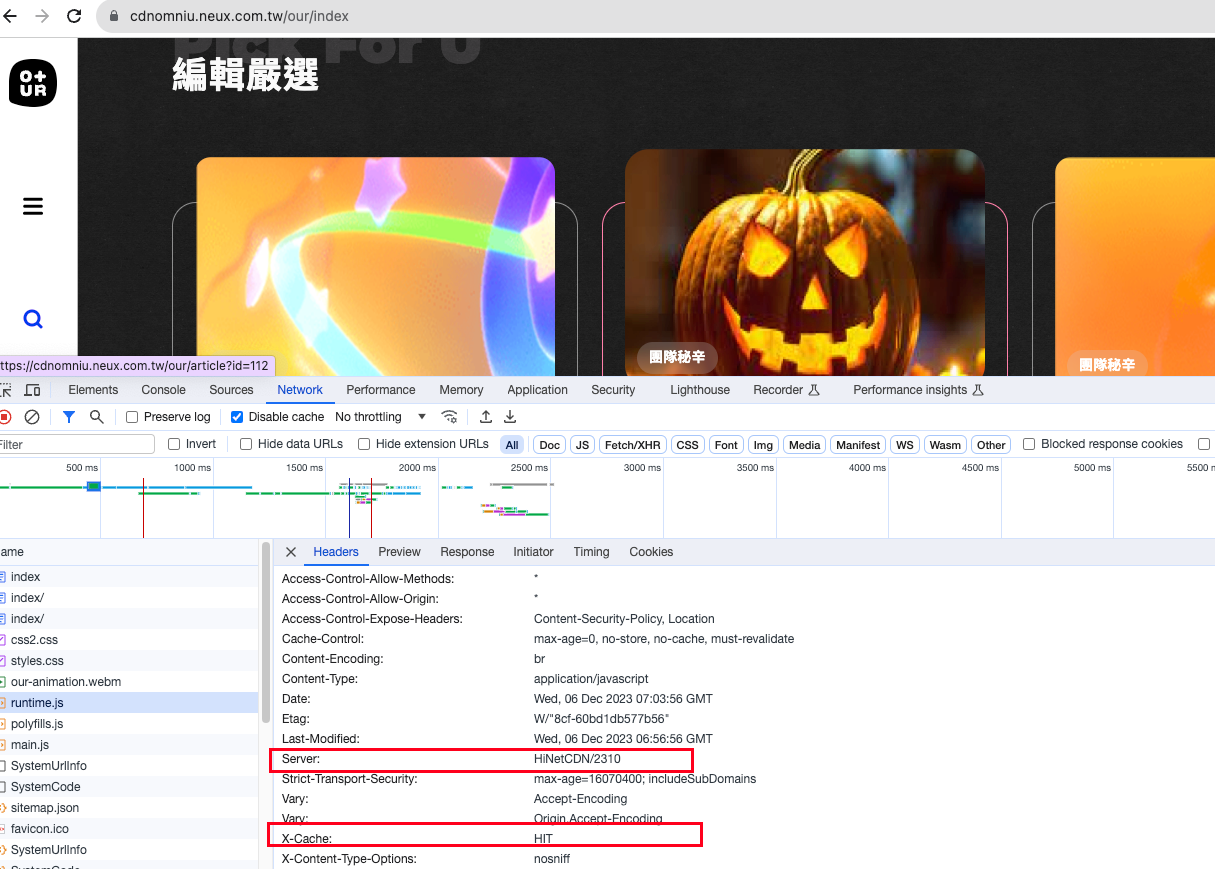 cdnomniu.neux.com.tw/our/index
Pick For U
編輯嚴選
O+
UR
團隊秘辛
團隊秘辛
ttps://cdnomniu.neux.com.tw/our/article?id=112
Elements Console Sources Network Performance Memory Application Security Lighthouse Recorder Performance insights
Preserve log Disable cache No throttling
Filter Invert Hide data URLs Hide extension URLs All Doc JS Fetch/XHR CSS Font Img Media Manifest WS Wasm Other Blocked response cookies
500 ms 1000 ms 1500 ms 2000 ms 2500 ms 3000 ms 3500 ms 4000 ms 4500 ms 5000 ms 5500 m
ame Headers Preview Response Initiator Timing Cookies
index
index/
index/
css2.css
styles.css
our-animation.webm
runtime.js
polyfills.js
main.js
SystemUrlInfo
SystemCode
sitemap.json
favicon.ico
SystemUrlInfo
SystemCode
Access-Control-Allow-Methods: *
Access-Control-Allow-Origin: *
Access-Control-Expose-Headers: Content-Security-Policy, Location
Cache-Control: max-age=0, no-store, no-cache, must-revalidate
Content-Encoding: br
Content-Type: application/javascript
Date: Wed, 06 Dec 2023 07:03:56 GMT
Etag: W/"8cf-60bd1db577b56"
Last-Modified: Wed, 06 Dec 2023 06:56:56 GMT
Server: HiNetCDN/2310
Strict-Transport-Security: max-age=16070400; includeSubDomains
Vary: Accept-Encoding
Vary: Origin,Accept-Encoding
X-Cache: HIT
X-Content-Type-Options: nosniff